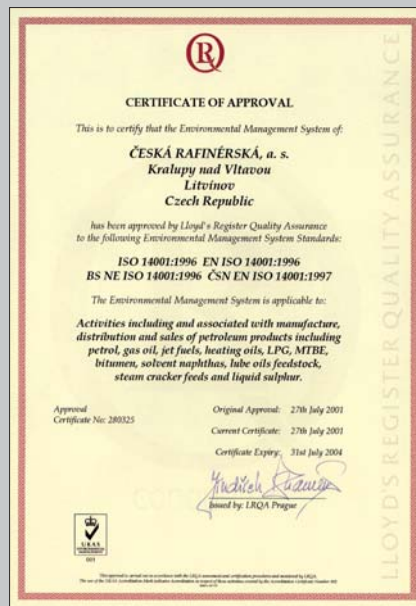 CERTIFICATE OF APPROVAL
This is to certify that the Environmental Management System of:
ČESKÁ RAFINÉRSKÁ, a. s.
Kralupy nad Vltavou
Litvínov
Czech Republic
has been approved by Lloyd's Register Quality Assurance
to the following Environmental Management System Standards:
ISO 14001:1996 EN ISO 14001:1996
BS NE ISO 14001:1996 ČSN EN ISO 14001:1997
The Environmental Management System is applicable to:
Activities including and associated with manufacture,
distribution and sales of petroleum products including
petrol, gas oil, jet fuels, heating oils, LPG, MTBE,
bitumen, solvent naphthas, lube oils feedstock,
steam cracker feeds and liquid sulphur.
Approval
Certificate No: 280325
Original Approval: 27th July 2001
Current Certificate: 27th July 2001
Certificate Expiry: 31st July 2004
Issued by: LRQA Prague
UKAS
001
LLOYD'S REGISTER QUALITY ASSURANCE